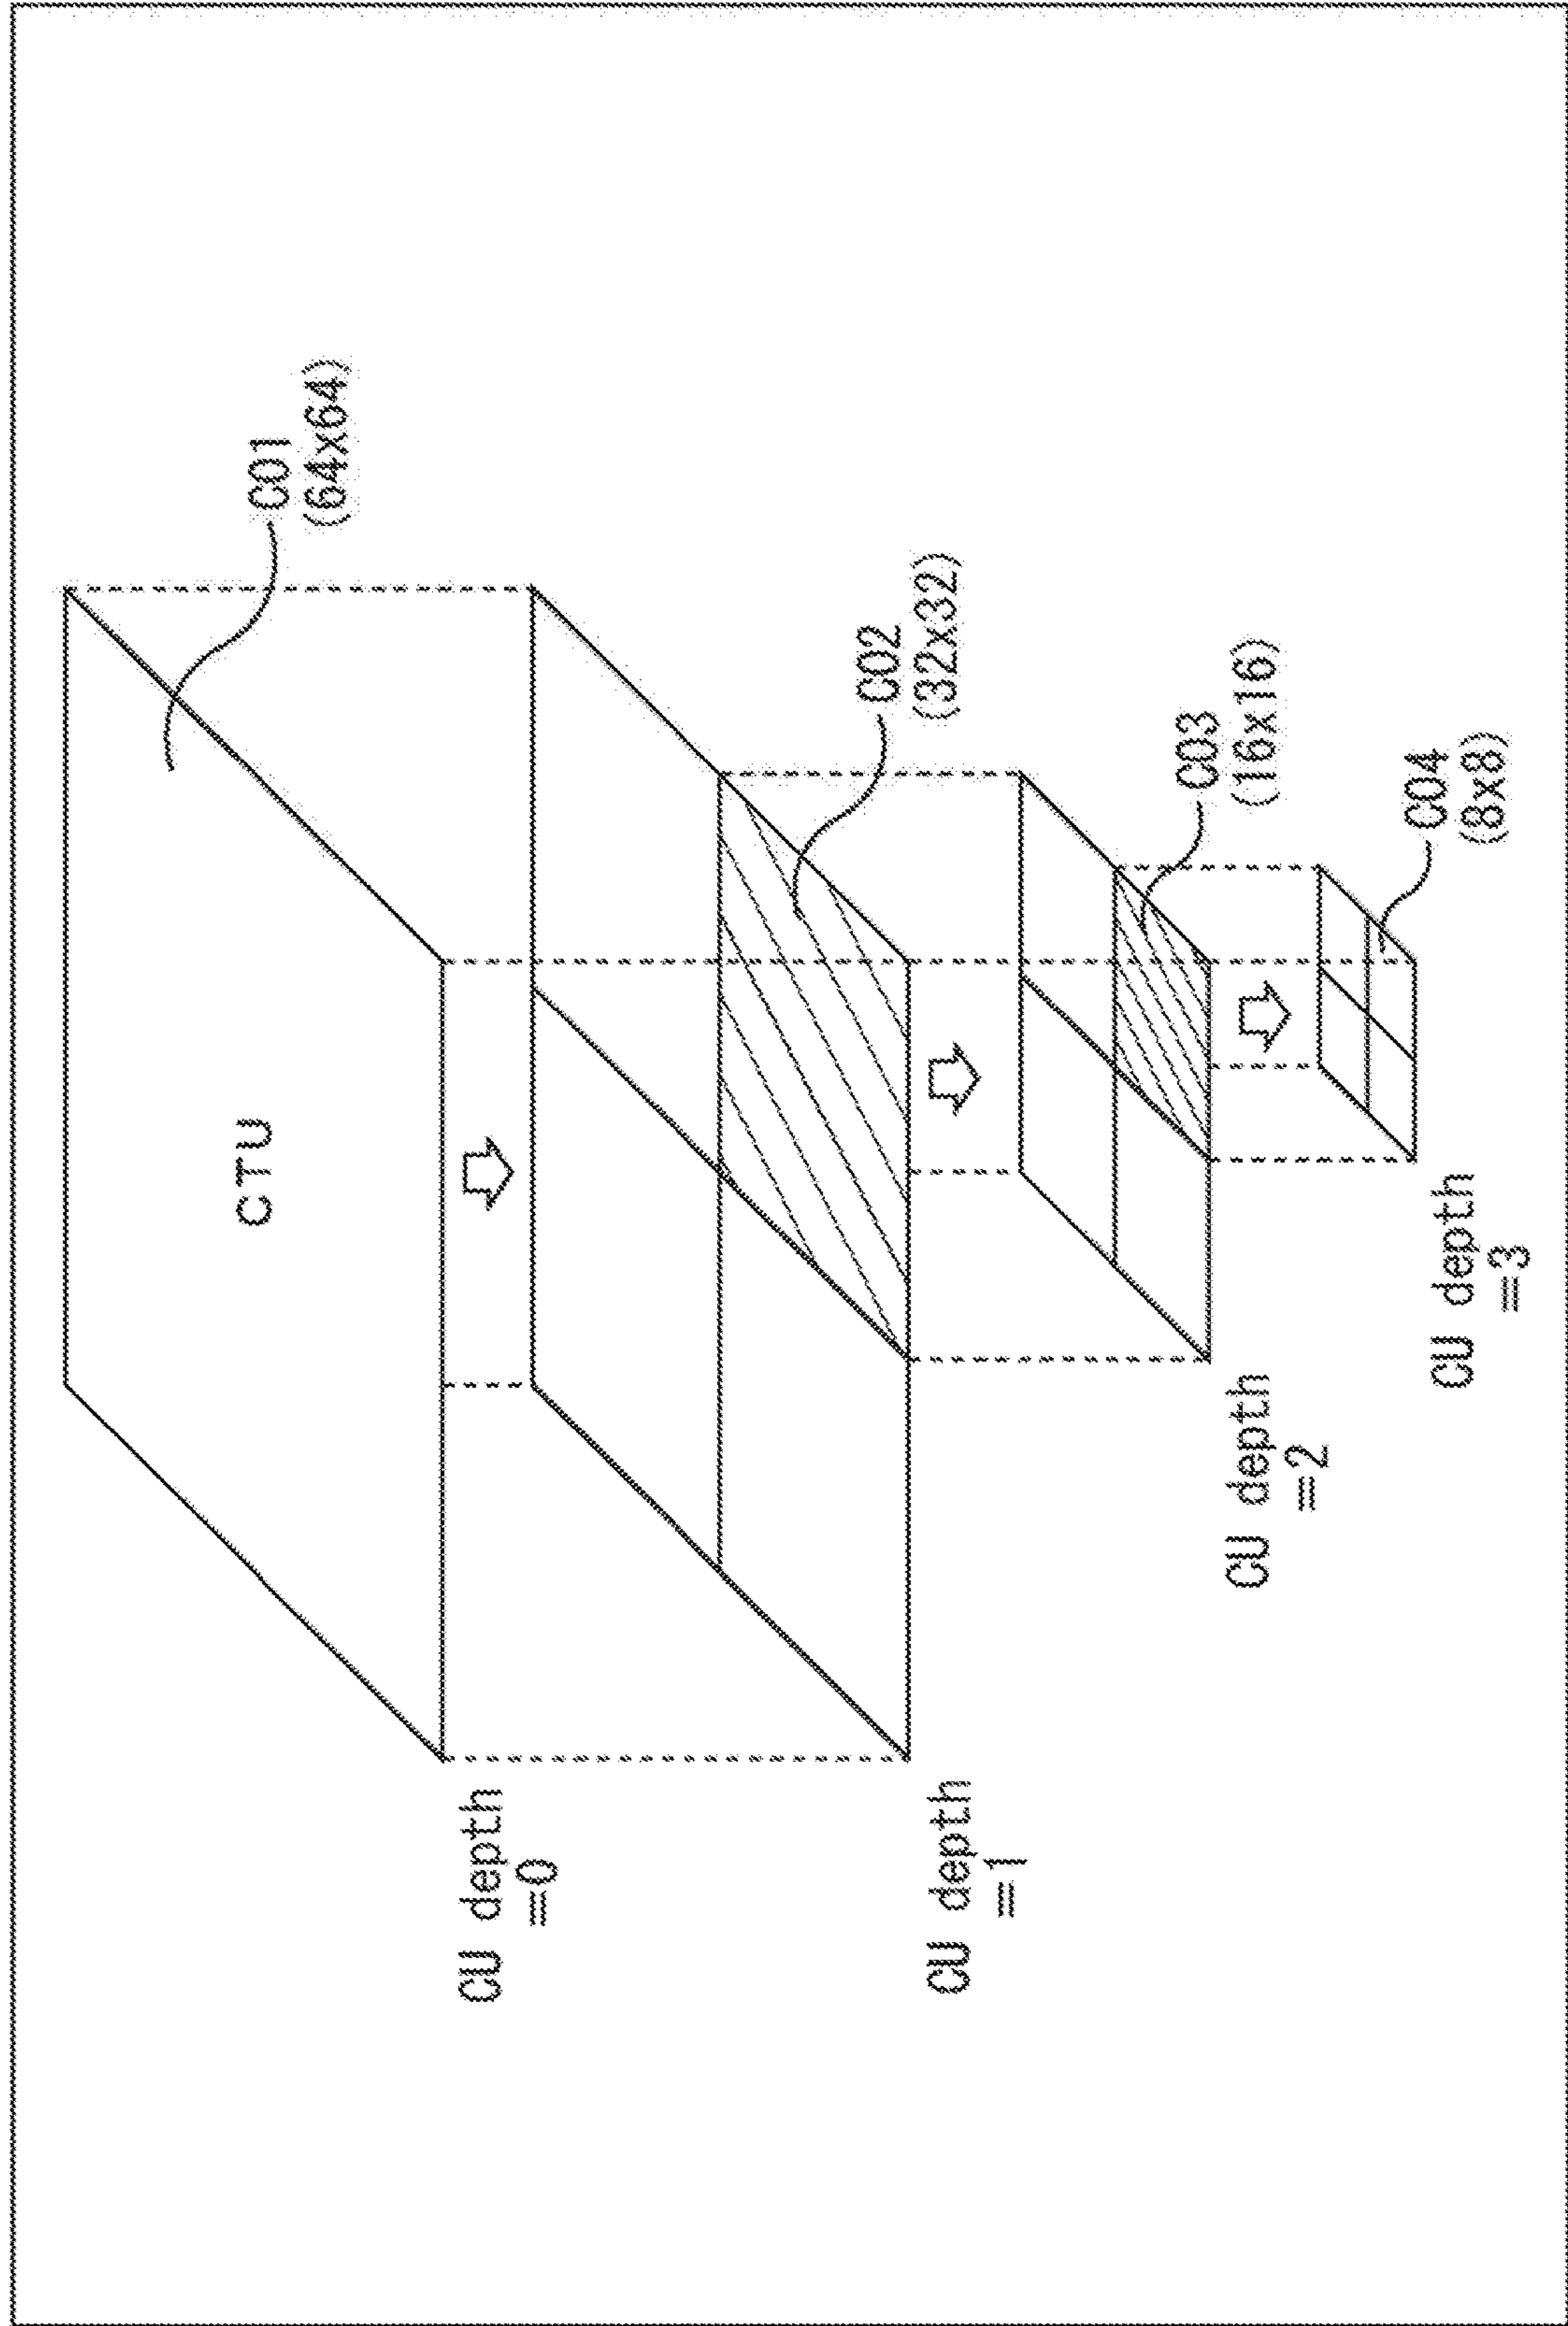 CTU
C01
(64x64)
CU depth
=0
C02
(32x32)
CU depth
=1
C03
(16x16)
CU depth
=2
C04
(8x8)
CU depth
=3